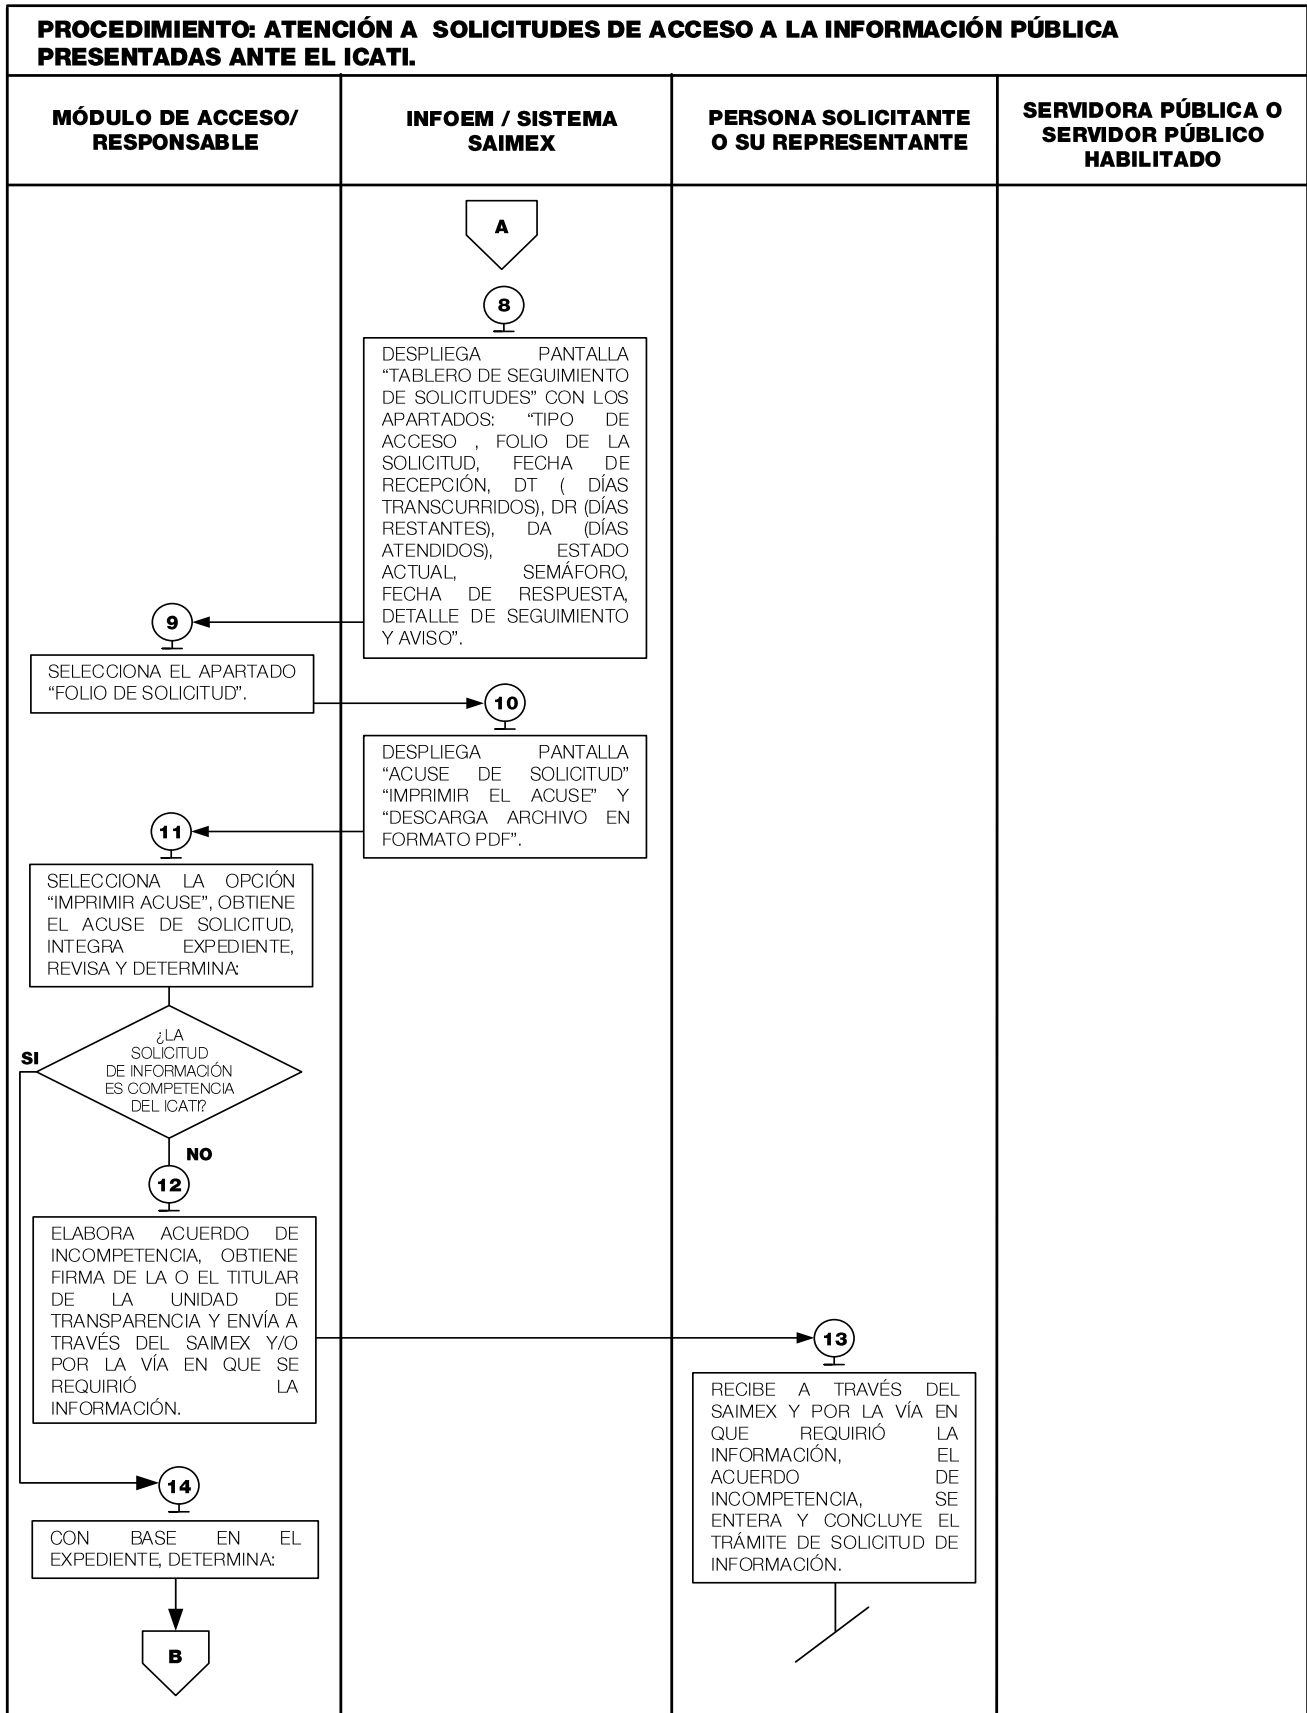 PROCEDIMIENTO: ATENCIÓN A SOLICITUDES DE ACCESO A LA INFORMACIÓN PÚBLICA
PRESENTADAS ANTE EL ICATI.
MÓDULO DE ACCESO/
RESPONSABLE
INFOEM / SISTEMA
SAIMEX
PERSONA SOLICITANTE
O SU REPRESENTANTE
SERVIDORA PÚBLICA O
SERVIDOR PÚBLICO
HABILITADO
A
8
DESPLIEGA PANTALLA
“TABLERO DE SEGUIMIENTO
DE SOLICITUDES” CON LOS
APARTADOS: “TIPO DE
ACCESO , FOLIO DE LA
SOLICITUD, FECHA DE
RECEPCIÓN, DT ( DÍAS
TRANSCURRIDOS), DR (DÍAS
RESTANTES), DA (DÍAS
ATENDIDOS), ESTADO
ACTUAL, SEMÁFORO,
FECHA DE RESPUESTA,
DETALLE DE SEGUIMIENTO
Y AVISO”.
9
SELECCIONA EL APARTADO
“FOLIO DE SOLICITUD”.
10
DESPLIEGA PANTALLA
“ACUSE DE SOLICITUD”
“IMPRIMIR EL ACUSE” Y
“DESCARGA ARCHIVO EN
FORMATO PDF”.
11
SELECCIONA LA OPCIÓN
“IMPRIMIR ACUSE”, OBTIENE
EL ACUSE DE SOLICITUD,
INTEGRA EXPEDIENTE,
REVISA Y DETERMINA:
¿LA
SOLICITUD
DE INFORMACIÓN
ES COMPETENCIA
DEL ICATI?
SI
NO
12
ELABORA ACUERDO DE
INCOMPETENCIA, OBTIENE
FIRMA DE LA O EL TITULAR
DE LA UNIDAD DE
TRANSPARENCIA Y ENVÍA A
TRAVÉS DEL SAIMEX Y/O
POR LA VÍA EN QUE SE
REQUIRIÓ LA
INFORMACIÓN.
13
RECIBE A TRAVÉS DEL
SAIMEX Y POR LA VÍA EN
QUE REQUIRIÓ LA
INFORMACIÓN, EL
ACUERDO DE
INCOMPETENCIA, SE
ENTERA Y CONCLUYE EL
TRÁMITE DE SOLICITUD DE
INFORMACIÓN.
14
CON BASE EN EL
EXPEDIENTE, DETERMINA:
B